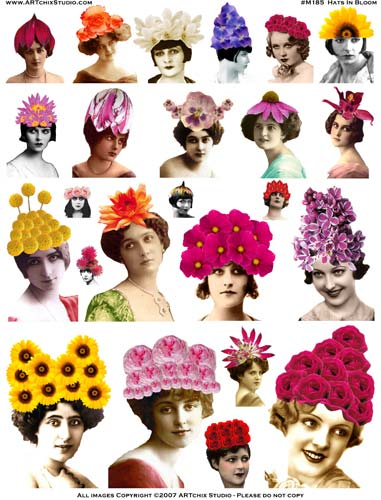 www.ARTchixStudio.com
#M185 Hats In Bloom
All images Copyright ©2007 ARTchix Studio - Please do not copy